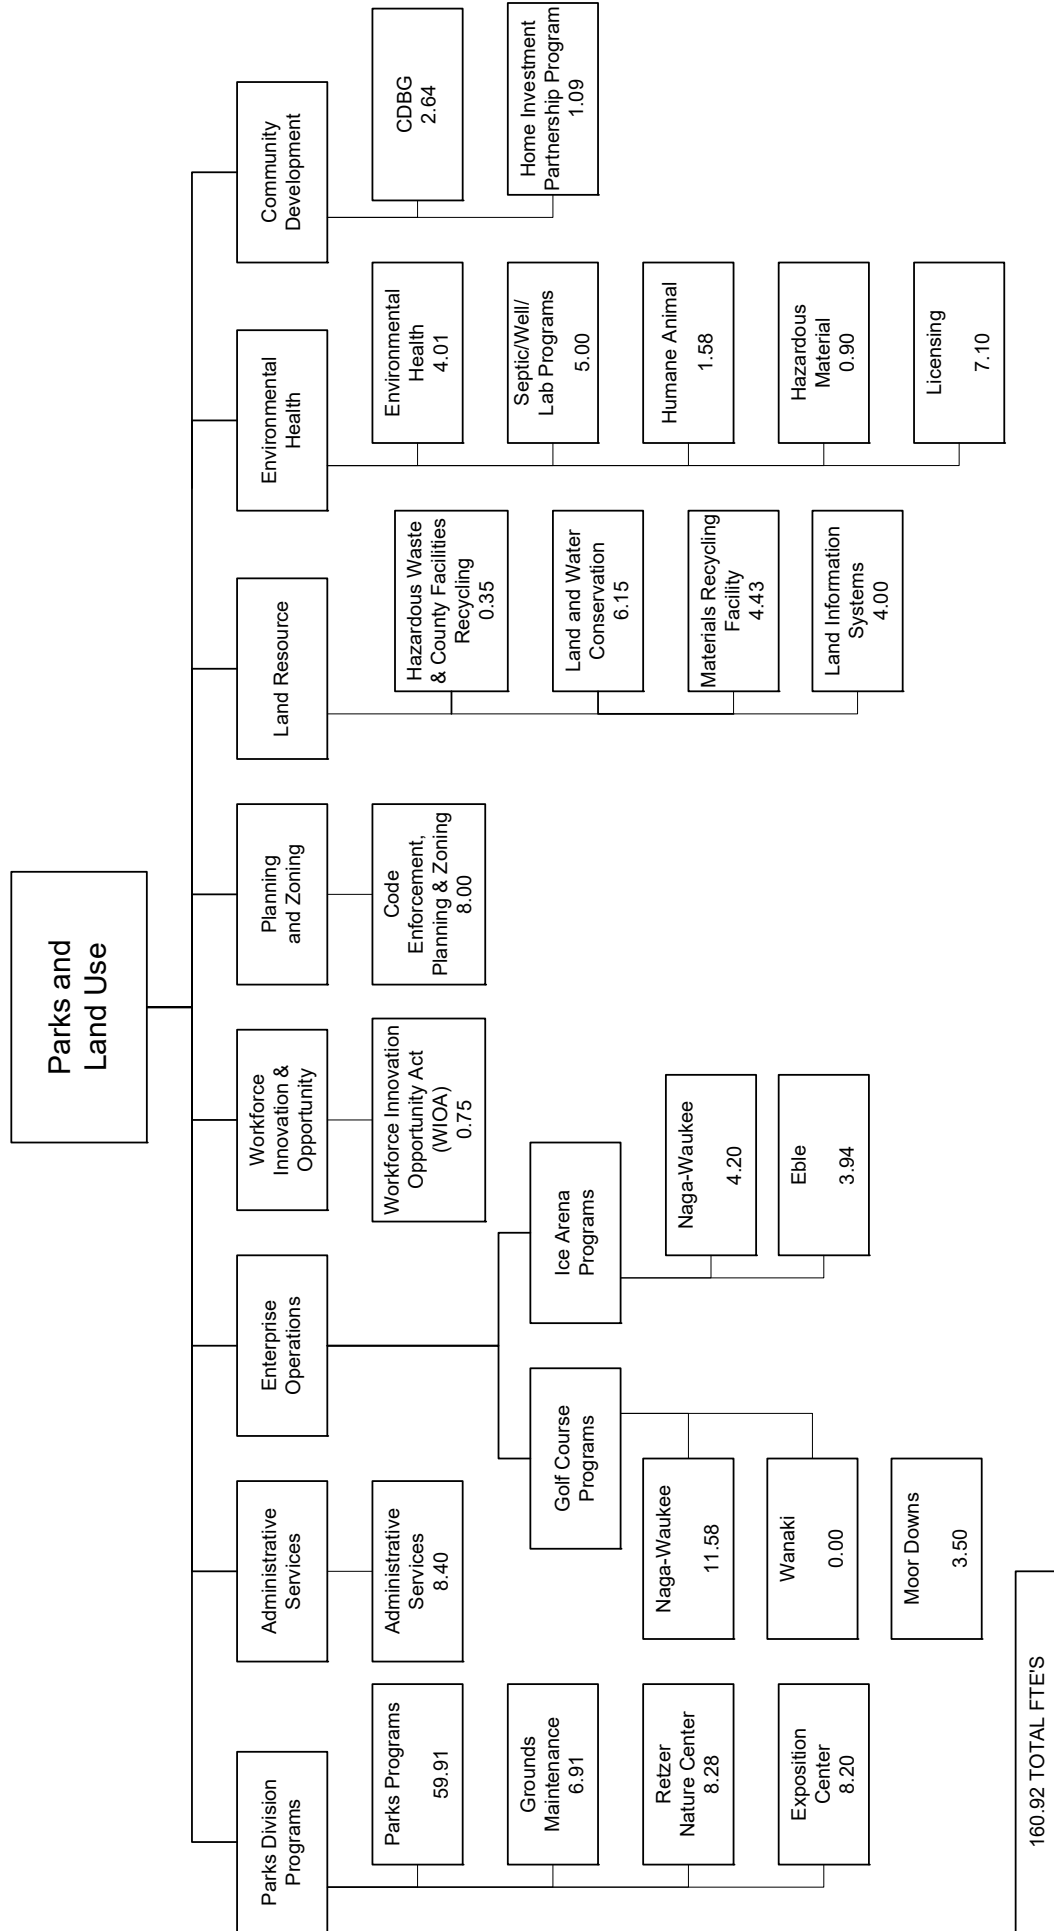 Parks and
Land Use
Parks Division
Programs
Administrative
Services
Enterprise
Operations
Workforce
Innovation &
Opportunity
Planning
and Zoning
Land Resource
Environmental
Health
Community
Development
Parks Programs
59.91
Grounds
Maintenance
6.91
Retzer
Nature Center
8.28
Exposition
Center
8.20
Administrative
Services
8.40
Golf Course
Programs
Naga-Waukee
11.58
Wanaki
0.00
Moor Downs
3.50
Ice Arena
Programs
Naga-Waukee
4.20
Eble
3.94
Workforce Innovation
Opportunity Act
(WIOA)
0.75
Code
Enforcement,
Planning & Zoning
8.00
Hazardous Waste
& County Facilities
Recycling
0.35
Land and Water
Conservation
6.15
Materials Recycling
Facility
4.43
Land Information
Systems
4.00
Environmental
Health
4.01
Septic/Well/
Lab Programs
5.00
Humane Animal
1.58
Hazardous
Material
0.90
Licensing
7.10
CDBG
2.64
Home Investment
Partnership Program
1.09
160.92 TOTAL FTE'S